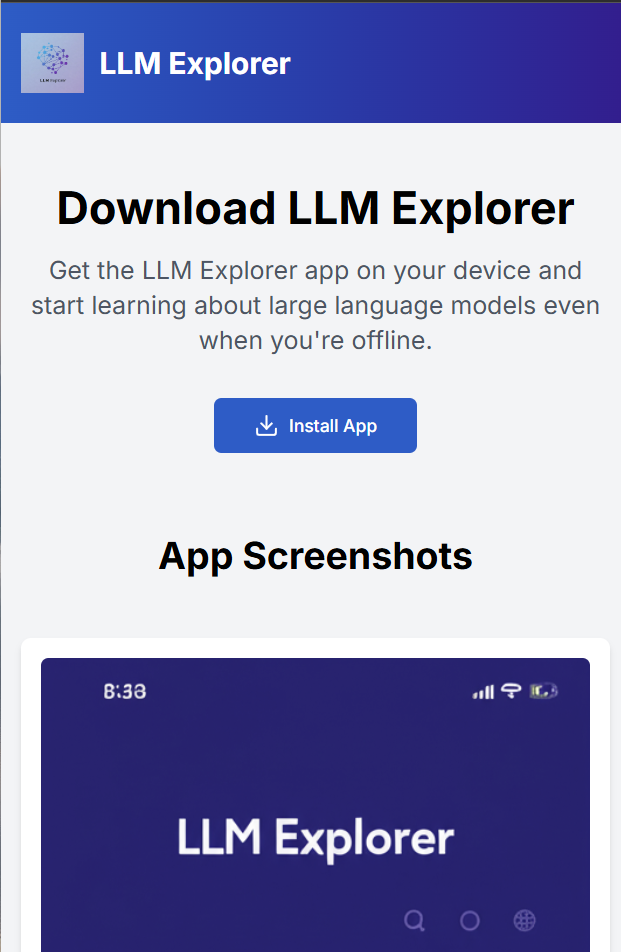 LLM Explorer
LLM Explorer
Download LLM Explorer
Get the LLM Explorer app on your device and
start learning about large language models even
when you're offline.
Install App
App Screenshots
8:38
LLM Explorer